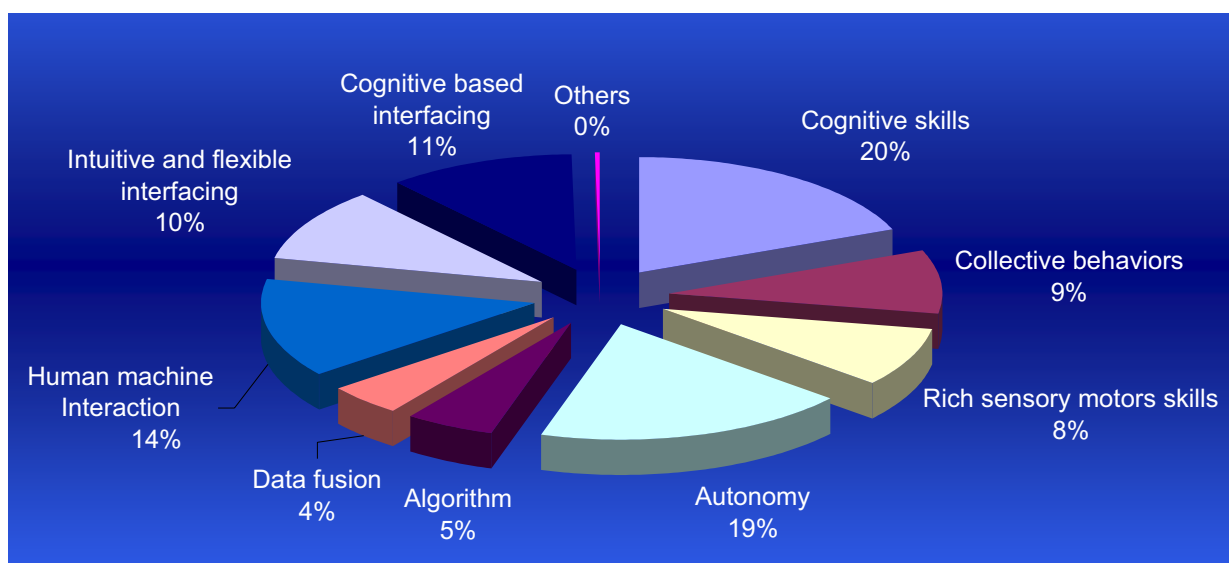 Cognitive based
interfacing
11%
Others
0%
Cognitive skills
20%
Intuitive and flexible
interfacing
10%
Collective behaviors
9%
Human machine
Interaction
14%
Rich sensory motors skills
8%
Data fusion
4%
Algorithm
5%
Autonomy
19%